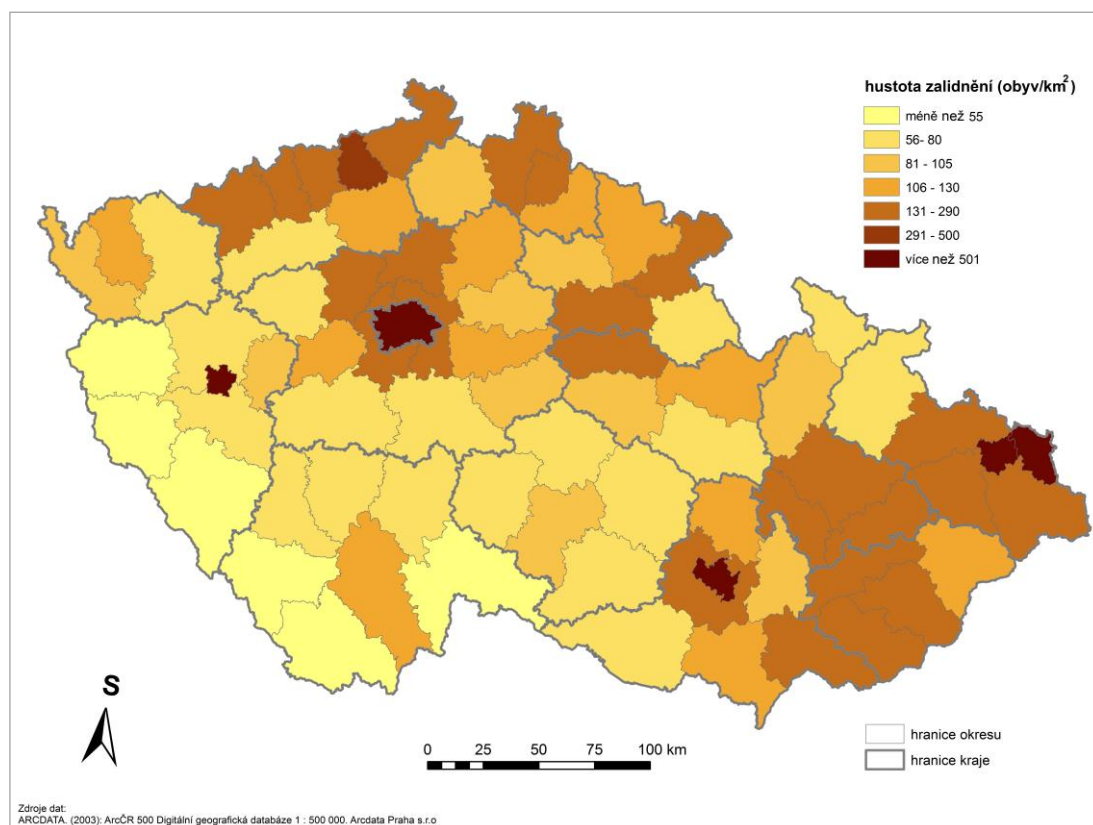 hustota zalidnění (obyv/km²)
méně než 55
56- 80
81 - 105
106 - 130
131 - 290
291 - 500
více než 501
S
0 25 50 75 100 km
hranice okresu
hranice kraje
Zdroje dat:
ARCDATA. (2003): ArcČR 500 Digitální geografická databáze 1 : 500 000. Arcdata Praha s.r.o